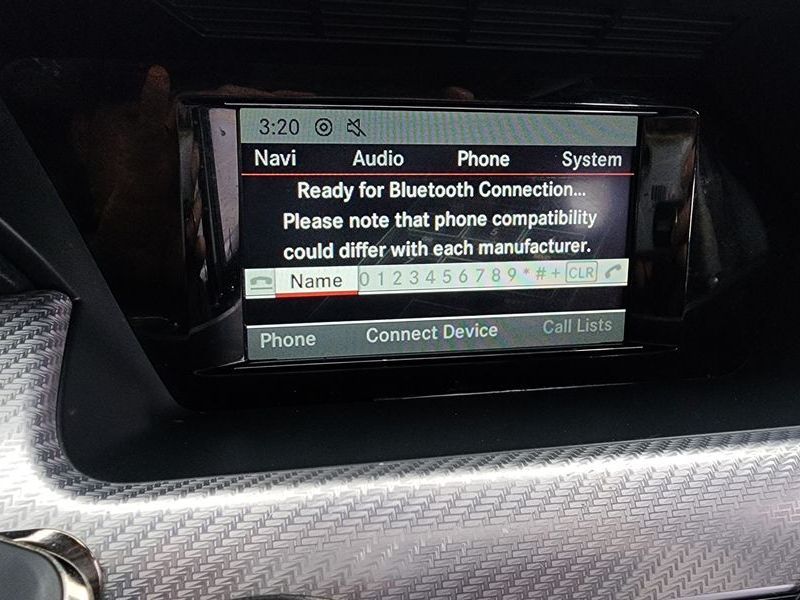 3:20
Navi Audio Phone System
Ready for Bluetooth Connection...
Please note that phone compatibility
could differ with each manufacturer.
Name 0 1 2 3 4 5 6 7 8 9 * # + CLR
Phone Connect Device Call Lists